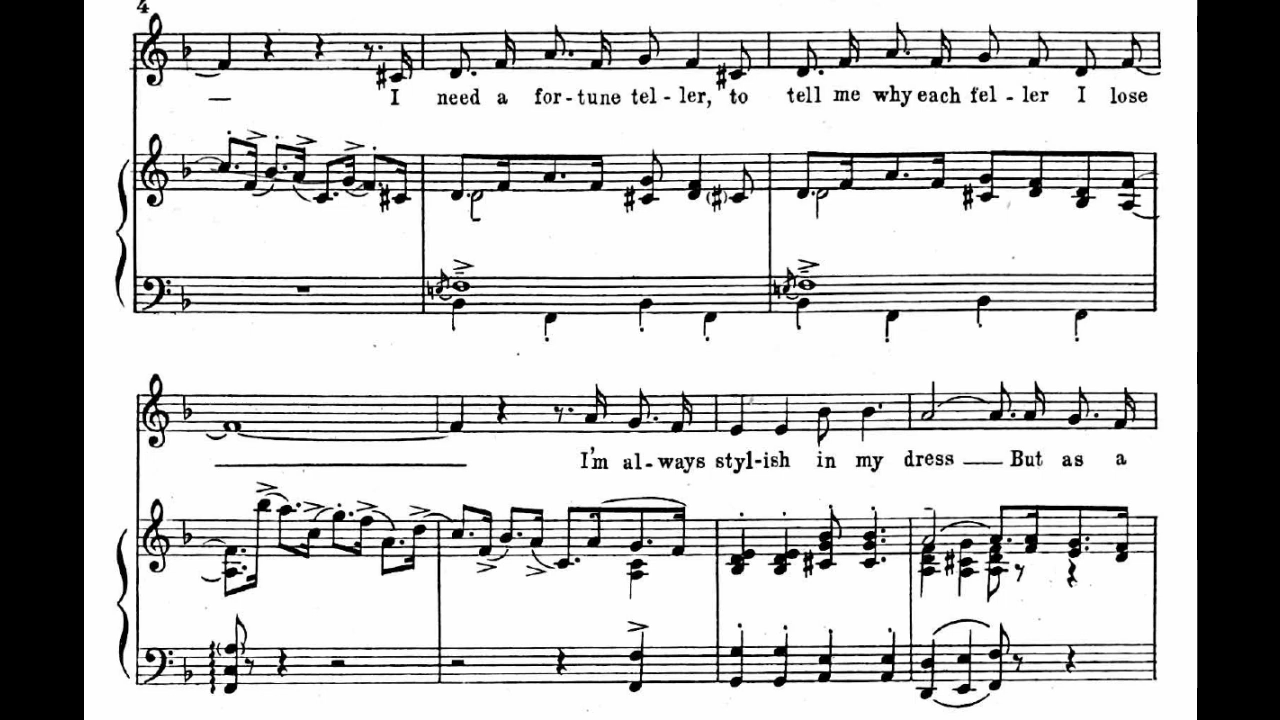 4
I need a for-tune tel-ler, to tell me why each fel-ler I lose
I'm al-ways styl-ish in my dress But as a